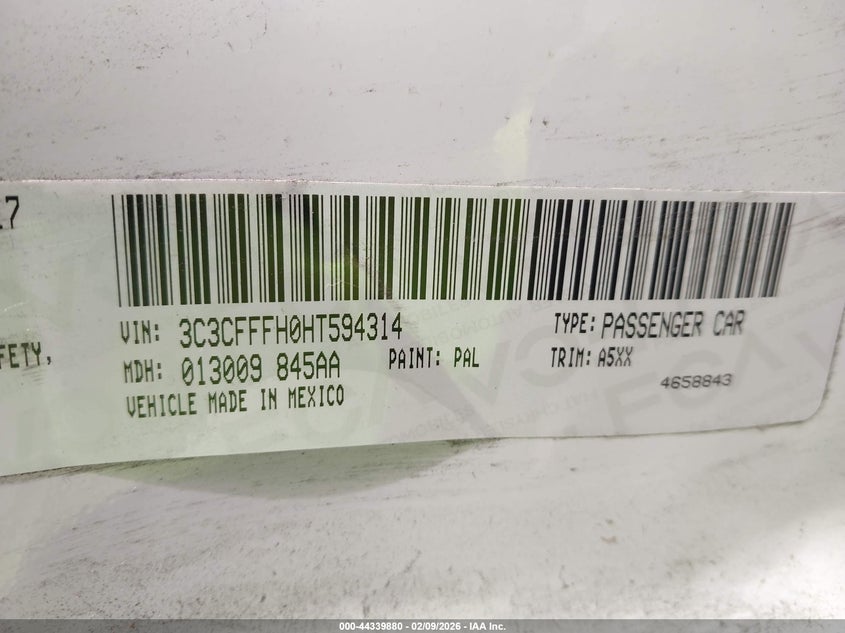 17
FETY,
VIN: 3C3CFFFH0HT594314
TYPE: PASSENGER CAR
MDH: 013009 845AA
PAINT: PAL
TRIM: A5XX
VEHICLE MADE IN MEXICO
4658843
000-44339880 - 02/09/2026 - IAA Inc.